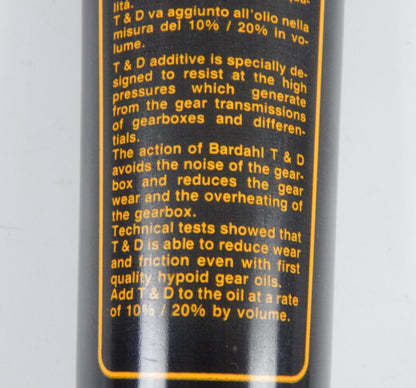 lità.
T & D va aggiunto all'olio nella
misura del 10% / 20% in vo-
lume.
T & D additive is specially de-
signed to resist at the high
pressures which generate
from the gear transmissions
of gearboxes and differen-
tials.
The action of Bardahl T & D
avoids the noise of the gear-
box and reduces the gear
wear and the overheating of
the gearbox.
Technical tests showed that
T & D is able to reduce wear
and friction even with first
quality hypoid gear oils.
Add T & D to the oil at a rate
of 10% / 20% by volume.